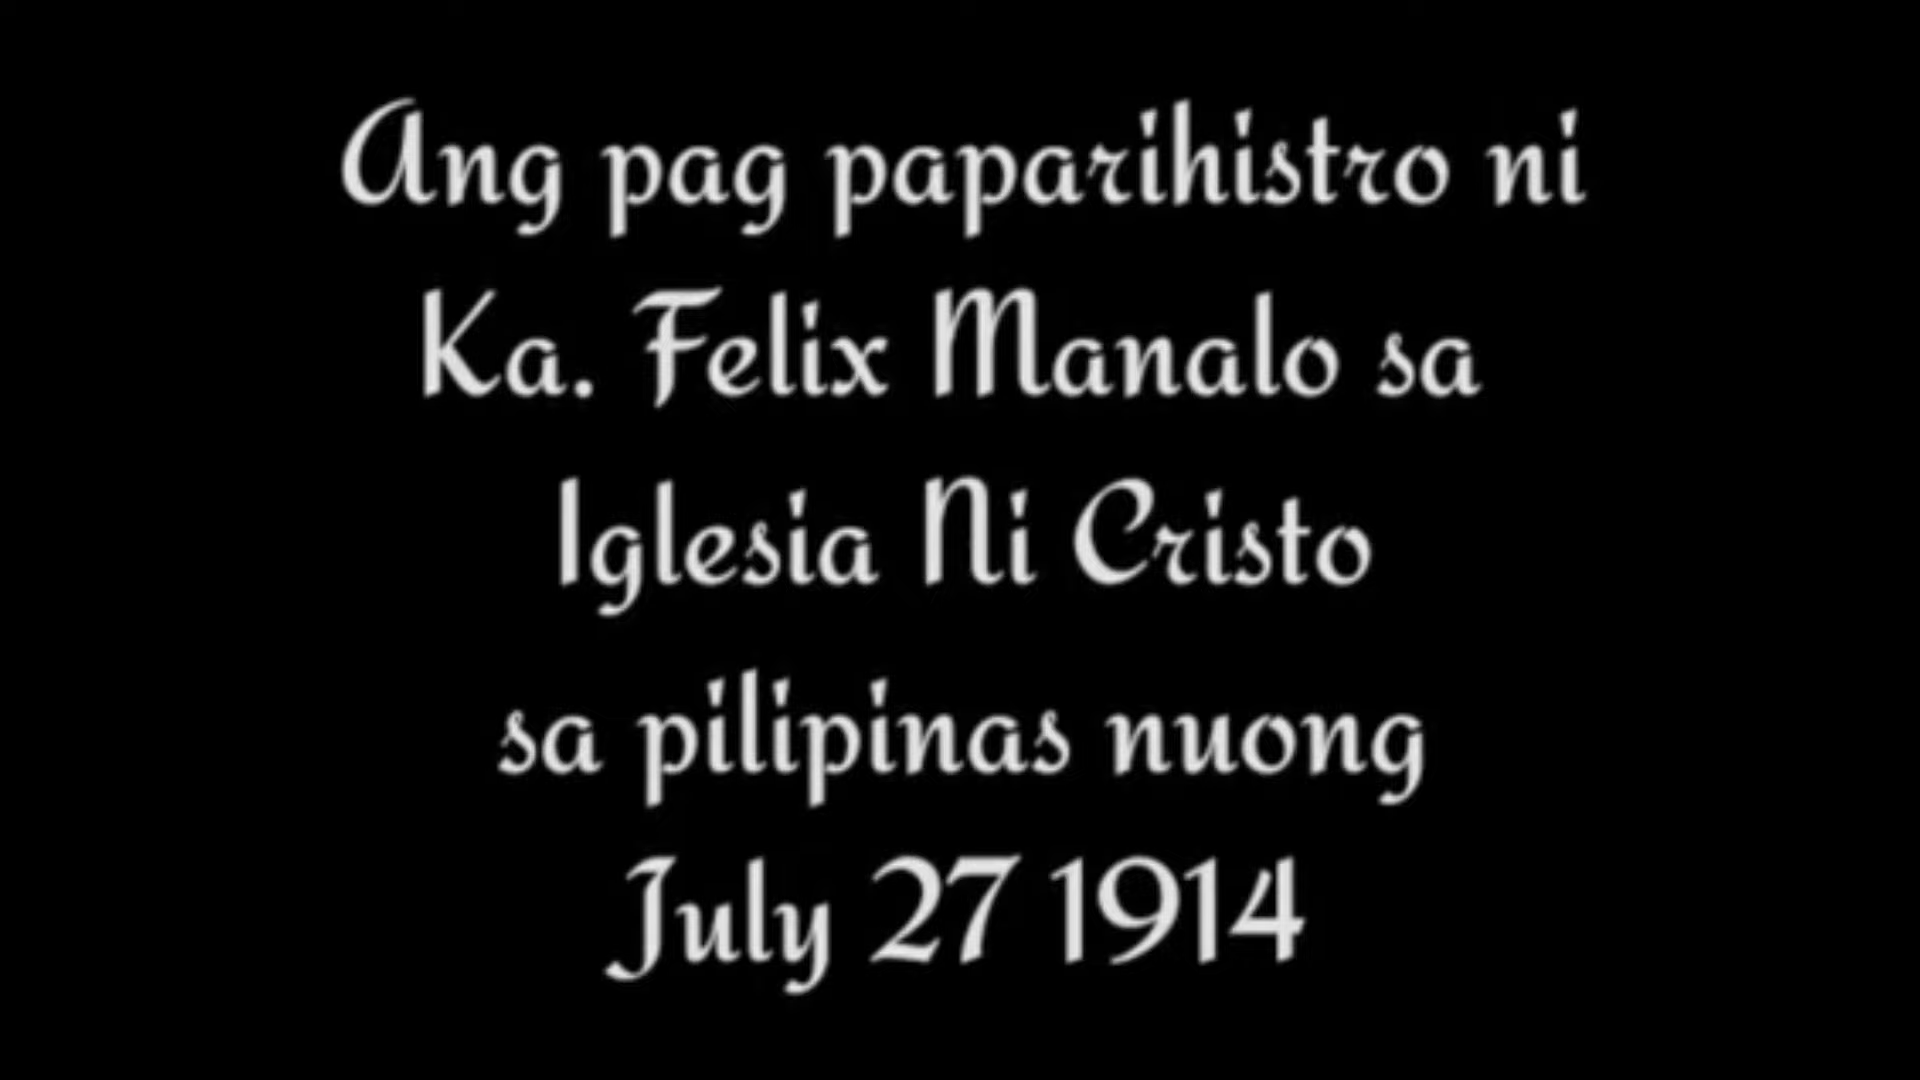 Ang pag paparihistro ni
Ka. Felix Manalo sa
Iglesia Ni Cristo
sa pilipinas nuong
July 27 1914